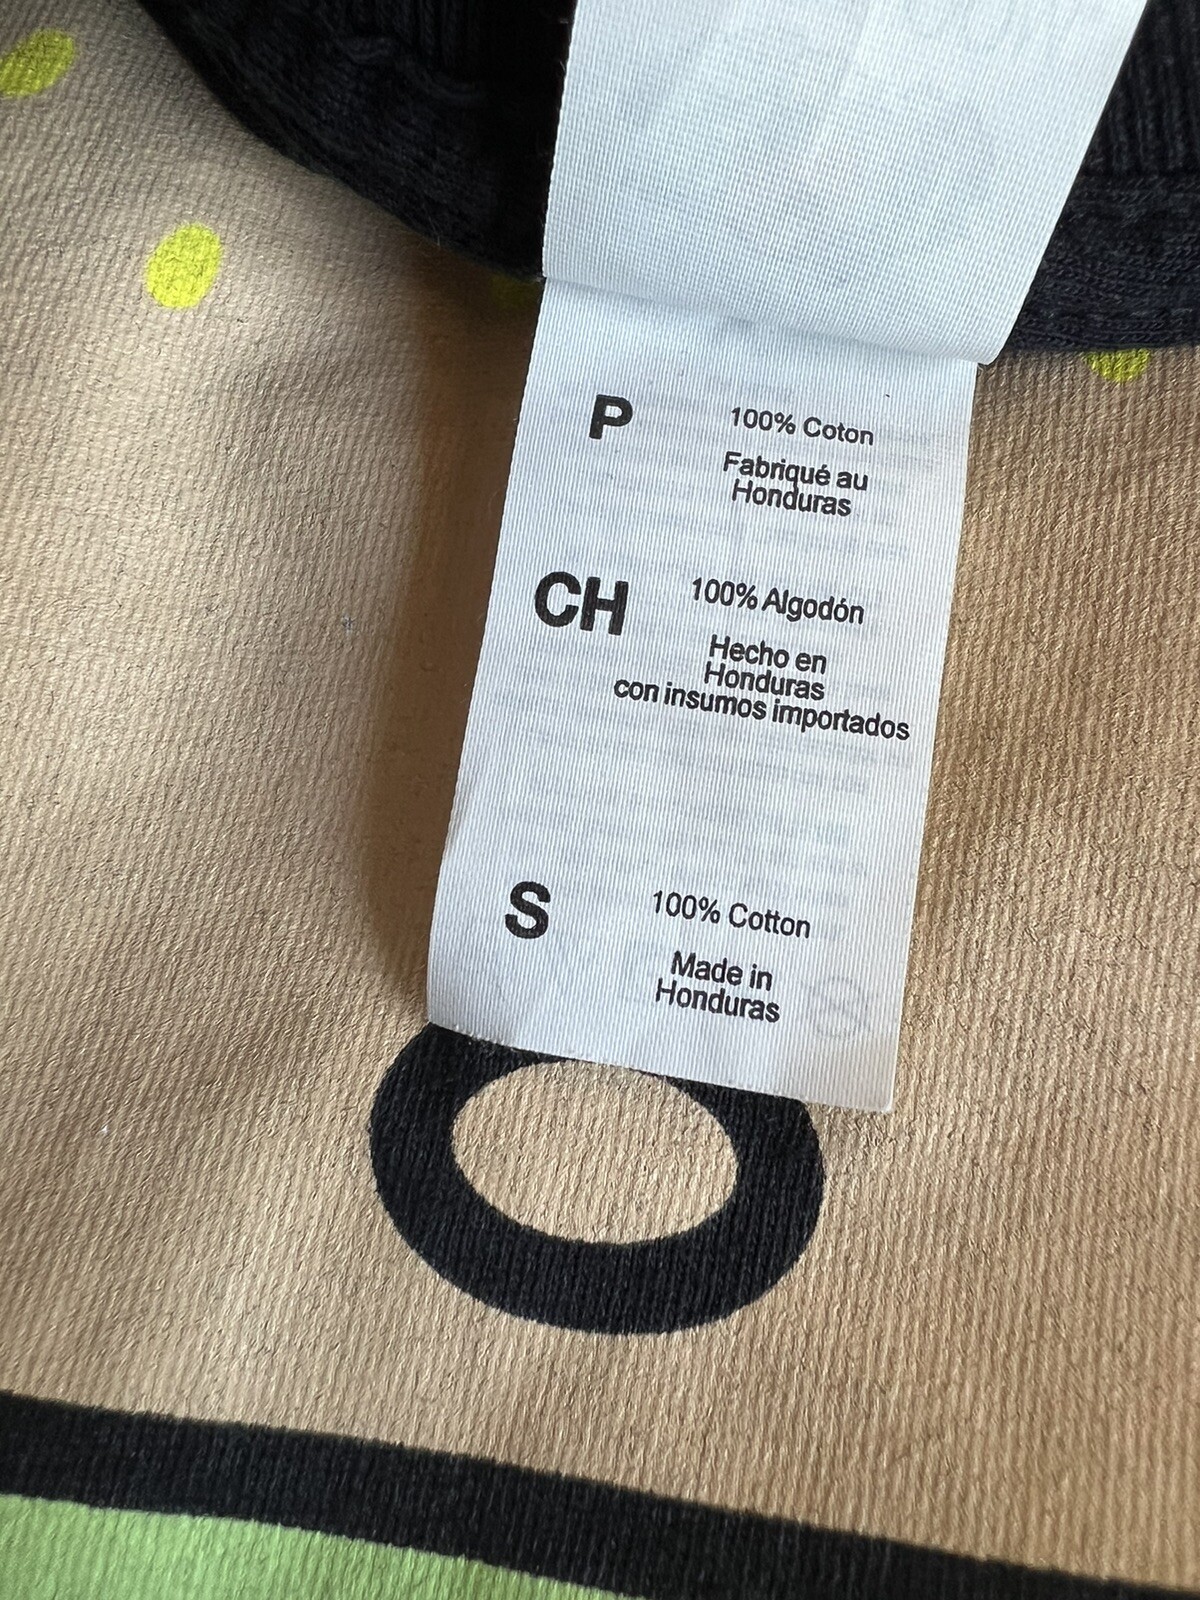 P
100% Coton
Fabriqué au
Honduras
CH
100% Algodón
Hecho en
Honduras
con insumos importados
S
100% Cotton
Made in
Honduras